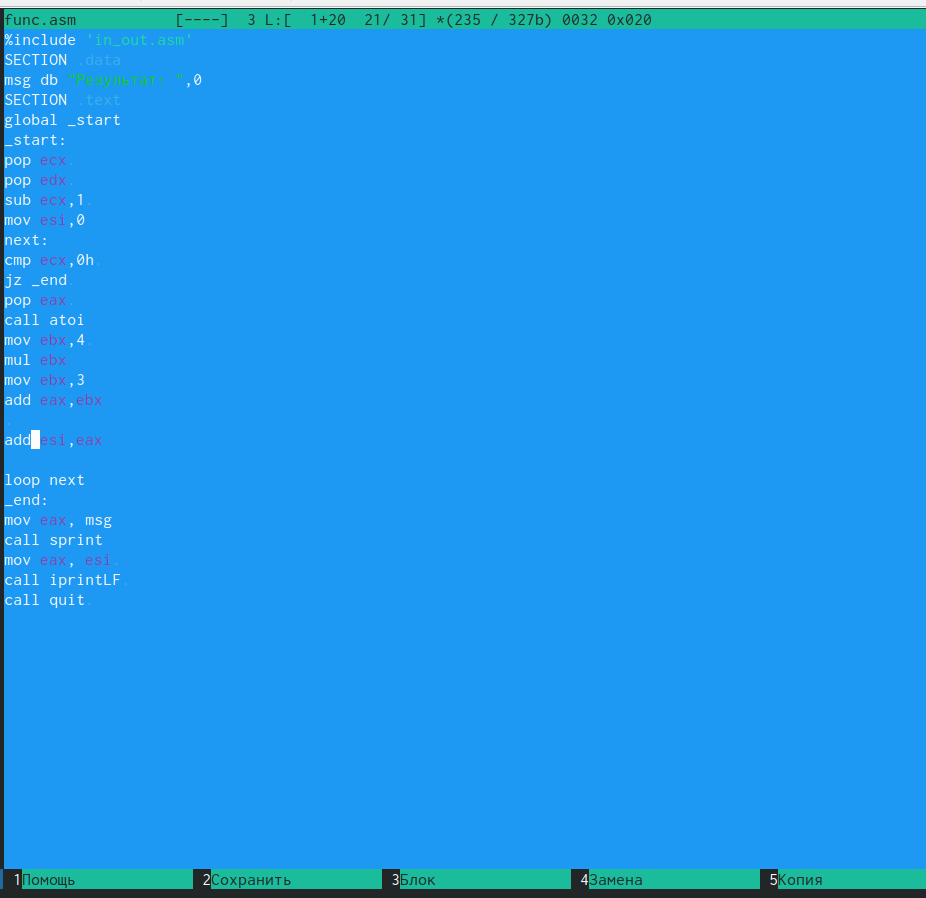 func.asm [----] 3 L:[ 1+20 21/ 31] *(235 / 327b) 0032 0x020
%include 'in_out.asm'
SECTION .data
msg db "Результат: ",0
SECTION .text
global _start
_start:
pop ecx
pop edx
sub ecx,1
mov esi,0
next:
cmp ecx,0h
jz _end
pop eax
call atoi
mov ebx,4
mul ebx
mov ebx,3
add eax,ebx
add esi,eax
loop next
_end:
mov eax, msg
call sprint
mov eax, esi
call iprintLF
call quit
1Помощь 2Сохранить 3Блок 4Замена 5Копия